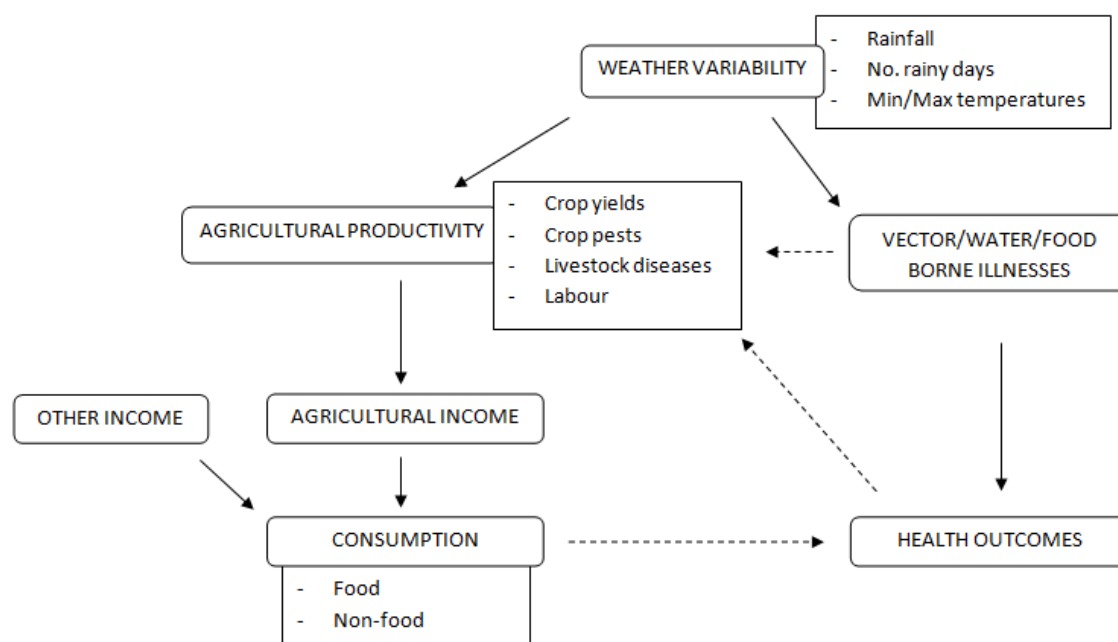 WEATHER VARIABILITY
- Rainfall
- No. rainy days
- Min/Max temperatures
AGRICULTURAL PRODUCTIVITY
- Crop yields
- Crop pests
- Livestock diseases
- Labour
VECTOR/WATER/FOOD
BORNE ILLNESSES
OTHER INCOME
AGRICULTURAL INCOME
CONSUMPTION
- Food
- Non-food
HEALTH OUTCOMES